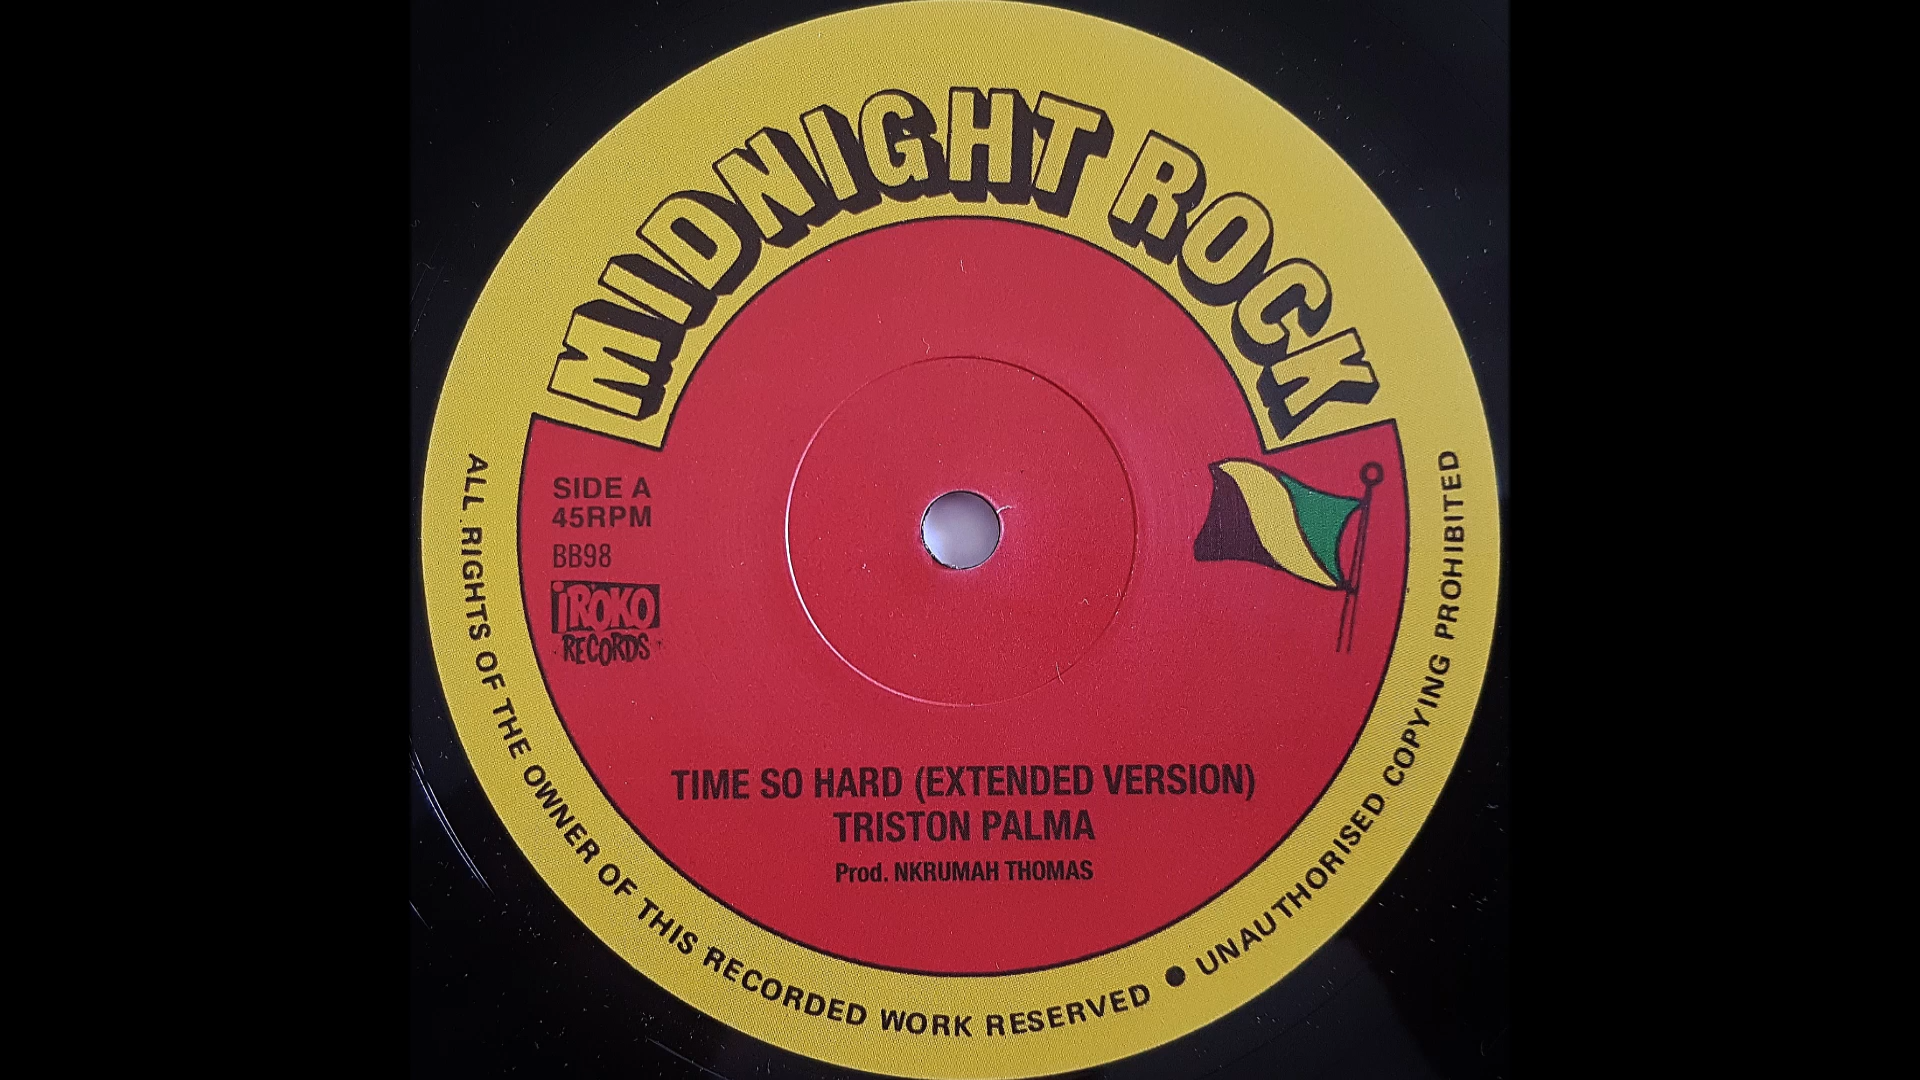 MIDNIGHT ROCK
SIDE A
45RPM
BB98
iROKO
RECORDS
TIME SO HARD (EXTENDED VERSION)
TRISTON PALMA
Prod. NKRUMAH THOMAS
ALL RIGHTS OF THE OWNER OF THIS RECORDED WORK RESERVED ● UNAUTHORISED COPYING PROHIBITED